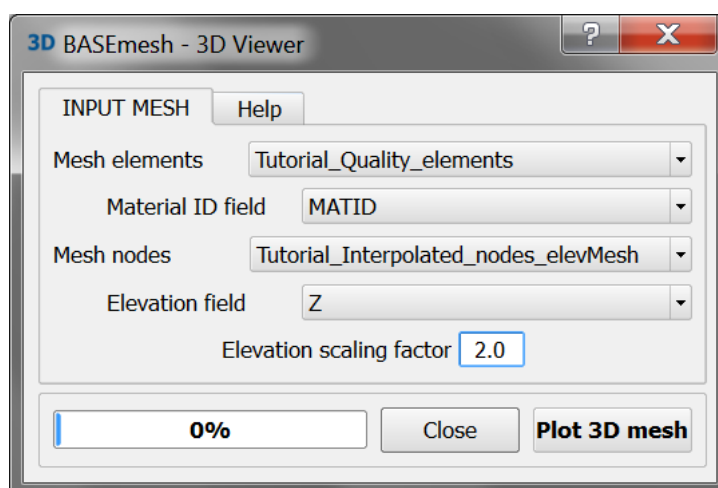 3D BASEmesh - 3D Viewer ? X
INPUT MESH Help
Mesh elements Tutorial_Quality_elements
Material ID field MATID
Mesh nodes Tutorial_Interpolated_nodes_elevMesh
Elevation field Z
Elevation scaling factor 2.0
0% Close Plot 3D mesh